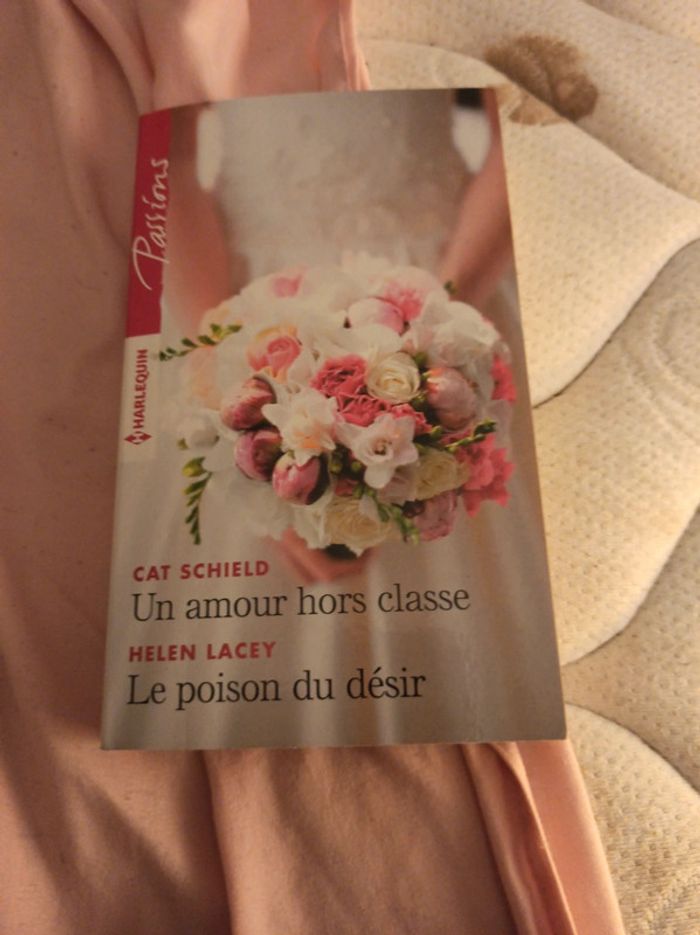 Passions
HARLEQUIN
CAT SCHIELD
Un amour hors classe
HELEN LACEY
Le poison du désir